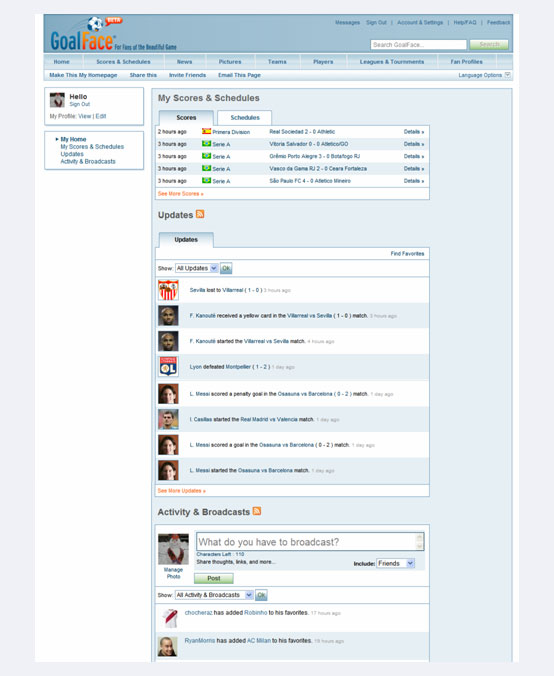 BETA
GoalFace
For Fans of the Beautiful Game
Messages Sign Out | Account & Settings | Help/FAQ | Feedback
Search GoalFace... Search
Home Scores & Schedules News Pictures Teams Players Leagues & Tournments Fan Profiles
Make This My Homepage Share this Invite Friends Email This Page Language Options
Hello
Sign Out
My Profile: View | Edit
My Home
My Scores & Schedules
Updates
Activity & Broadcasts
My Scores & Schedules
Scores Schedules
2 hours ago Primera Division Real Sociedad 2 - 0 Athletic Details »
3 hours ago Serie A Vitória Salvador 0 - 0 Atletico/GO Details »
3 hours ago Serie A Grêmio Porto Alegre 3 - 0 Botafogo RJ Details »
3 hours ago Serie A Vasco da Gama RJ 2 - 0 Ceara Fortaleza Details »
3 hours ago Serie A São Paulo FC 4 - 0 Atletico Mineiro Details »
See More Scores »
Updates
Updates
Find Favorites
Show: All Updates Ok
Sevilla lost to Villarreal ( 1 - 0 )
F. Kanouté received a yellow card in the Villarreal vs Sevilla ( 1 - 0 ) match.
F. Kanouté started the Villarreal vs Sevilla match. 4 hours ago
Lyon defeated Montpellier ( 1 - 2 ) 1 day ago
L. Messi scored a penalty goal in the Osasuna vs Barcelona ( 0 - 2 ) match. 1 day ago
I. Casillas started the Real Madrid vs Valencia match. 1 day ago
L. Messi scored a goal in the Osasuna vs Barcelona ( 0 - 2 ) match. 1 day ago
L. Messi started the Osasuna vs Barcelona match. 1 day ago
See More Updates »
Activity & Broadcasts
What do you have to broadcast?
Characters Left : 110
Share thoughts, links, and more...
Include: Friends
Manage
Photo
Post
Show: All Activity & Broadcasts Ok
chocheraz has added Robinho to his favorites. 17 hours ago
RyanMorris has added AC Milan to his favorites. 19 hours ago